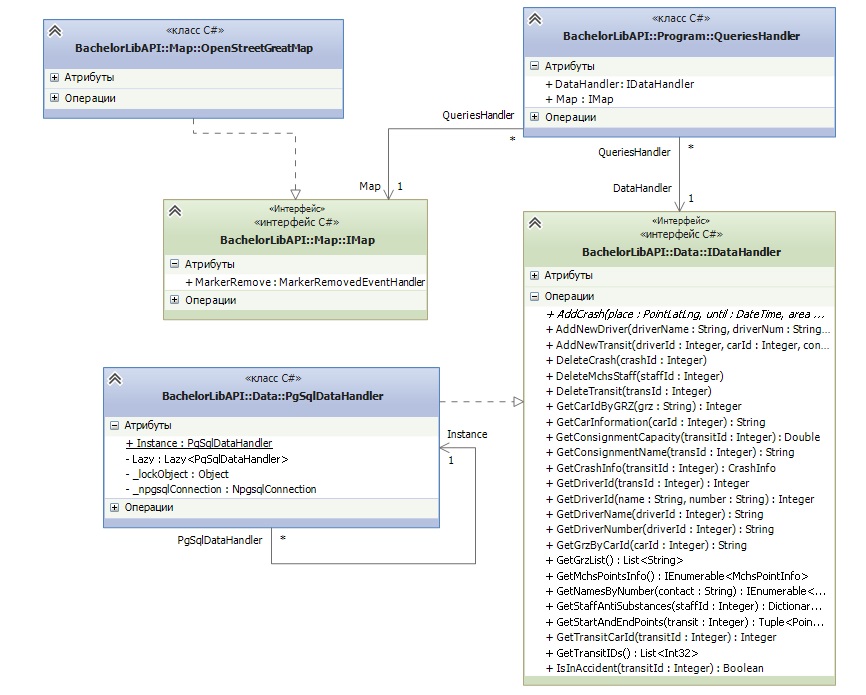 «класс C#»
BachelorLibAPI::Map::OpenStreetGreatMap
Атрибуты
Операции
«класс C#»
BachelorLibAPI::Program::QueriesHandler
Атрибуты
+ DataHandler: IDataHandler
+ Map : IMap
Операции
QueriesHandler
*
Map
1
QueriesHandler
*
DataHandler
1
«Интерфейс»
«интерфейс C#»
BachelorLibAPI::Map::IMap
Атрибуты
+ MarkerRemove : MarkerRemovedEventHandler
Операции
«Интерфейс»
«интерфейс C#»
BachelorLibAPI::Data::IDataHandler
Атрибуты
Операции
+ AddCrash(place : PointLatLng, until : DateTime, area ...
+ AddNewDriver(driverName : String, driverNum : String...
+ AddNewTransit(driverId : Integer, carId : Integer, con...
+ DeleteCrash(crashId : Integer)
+ DeleteMchsStaff(staffId : Integer)
+ DeleteTransit(transId : Integer)
+ GetCarIdByGRZ(grz : String) : Integer
+ GetCarInformation(carId : Integer) : String
+ GetConsignmentCapacity(transitId : Integer) : Double
+ GetConsignmentName(transId : Integer) : String
+ GetCrashInfo(transitId : Integer) : CrashInfo
+ GetDriverId(transId : Integer) : Integer
+ GetDriverId(name : String, number : String) : Integer
+ GetDriverName(driverId : Integer) : String
+ GetDriverNumber(driverId : Integer) : String
+ GetGrzByCarId(carId : Integer) : String
+ GetGrzList() : List<String>
+ GetMchsPointsInfo() : IEnumerable<MchsPointInfo>
+ GetNamesByNumber(contact : String) : IEnumerable<...
+ GetStaffAntiSubstances(staffId : Integer) : Dictionar...
+ GetStartAndEndPoints(transit : Integer) : Tuple<Poin...
+ GetTransitCarId(transitId : Integer) : Integer
+ GetTransitIDs() : List<Int32>
+ IsInAccident(transitId : Integer) : Boolean
«класс C#»
BachelorLibAPI::Data::PgSqlDataHandler
Атрибуты
+ Instance : PgSqlDataHandler
- Lazy : Lazy<PgSqlDataHandler>
- _lockObject : Object
- _npgsqlConnection : NpgsqlConnection
Операции
Instance
1
PgSqlDataHandler
*